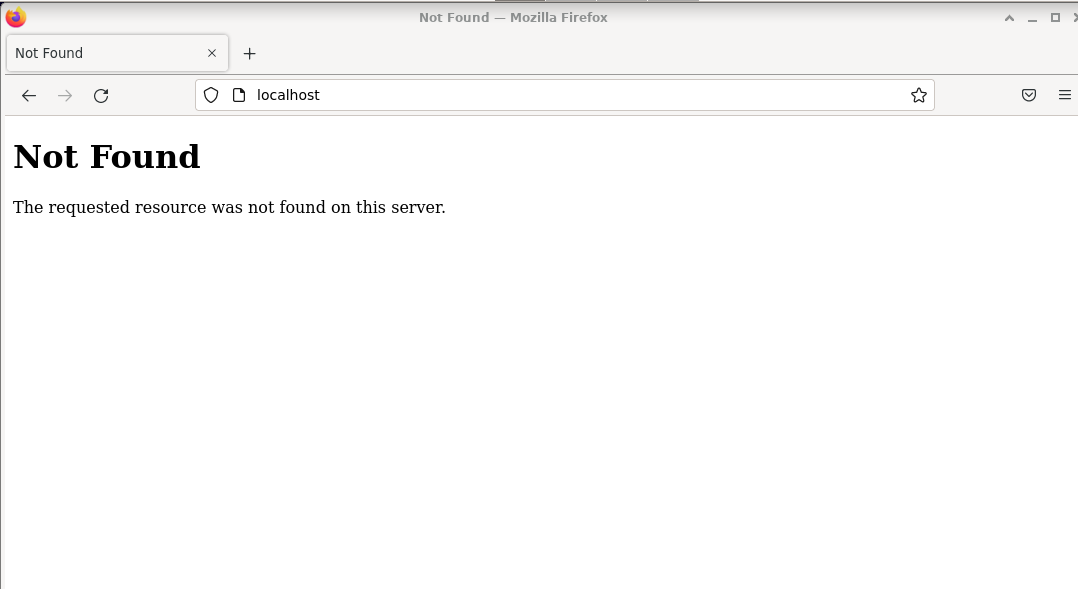 Not Found — Mozilla Firefox
Not Found
localhost
Not Found
The requested resource was not found on this server.